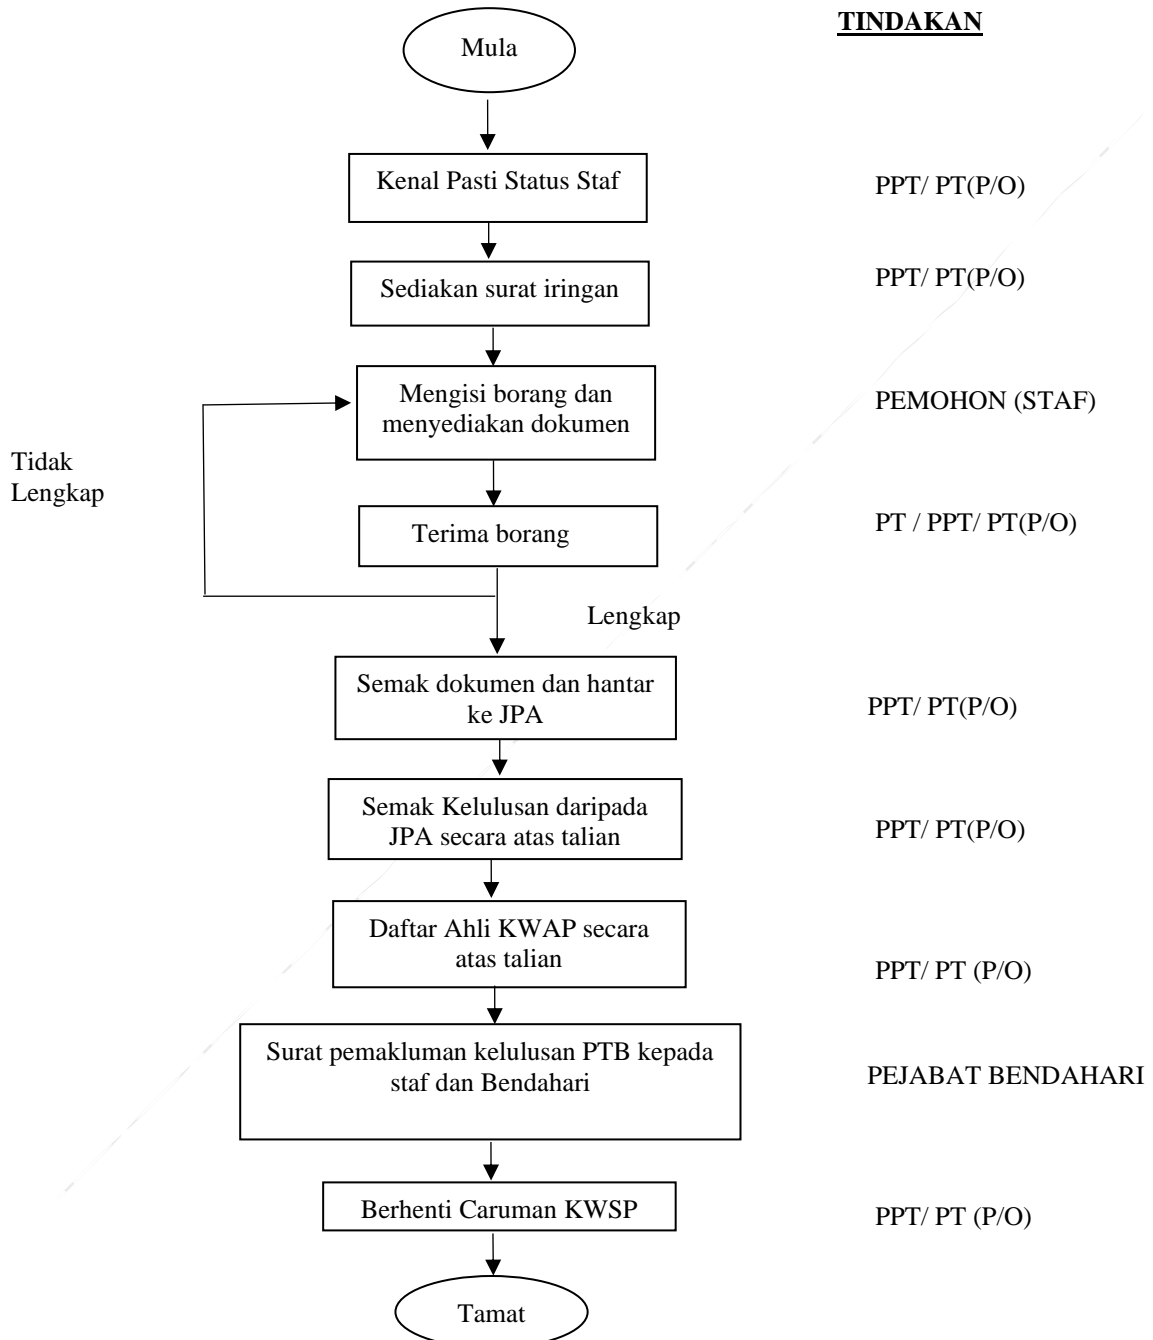 TINDAKAN
Mula
Kenal Pasti Status Staf
PPT/ PT(P/O)
Sediakan surat iringan
PPT/ PT(P/O)
Mengisi borang dan
menyediakan dokumen
PEMOHON (STAF)
Tidak
Lengkap
Terima borang
PT / PPT/ PT(P/O)
Lengkap
Semak dokumen dan hantar
ke JPA
PPT/ PT(P/O)
Semak Kelulusan daripada
JPA secara atas talian
PPT/ PT(P/O)
Daftar Ahli KWAP secara
atas talian
PPT/ PT (P/O)
Surat pemakluman kelulusan PTB kepada
staf dan Bendahari
PEJABAT BENDAHARI
Berhenti Caruman KWSP
PPT/ PT (P/O)
Tamat